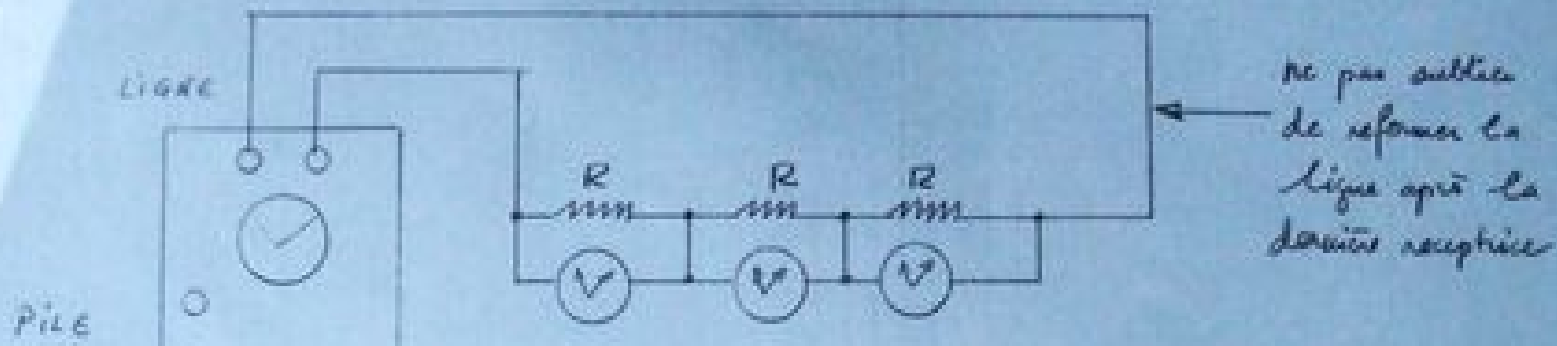 LIGNE
R R R
PILE
ne pas oublier
de refermer la
ligne après la
dernière réceptrice